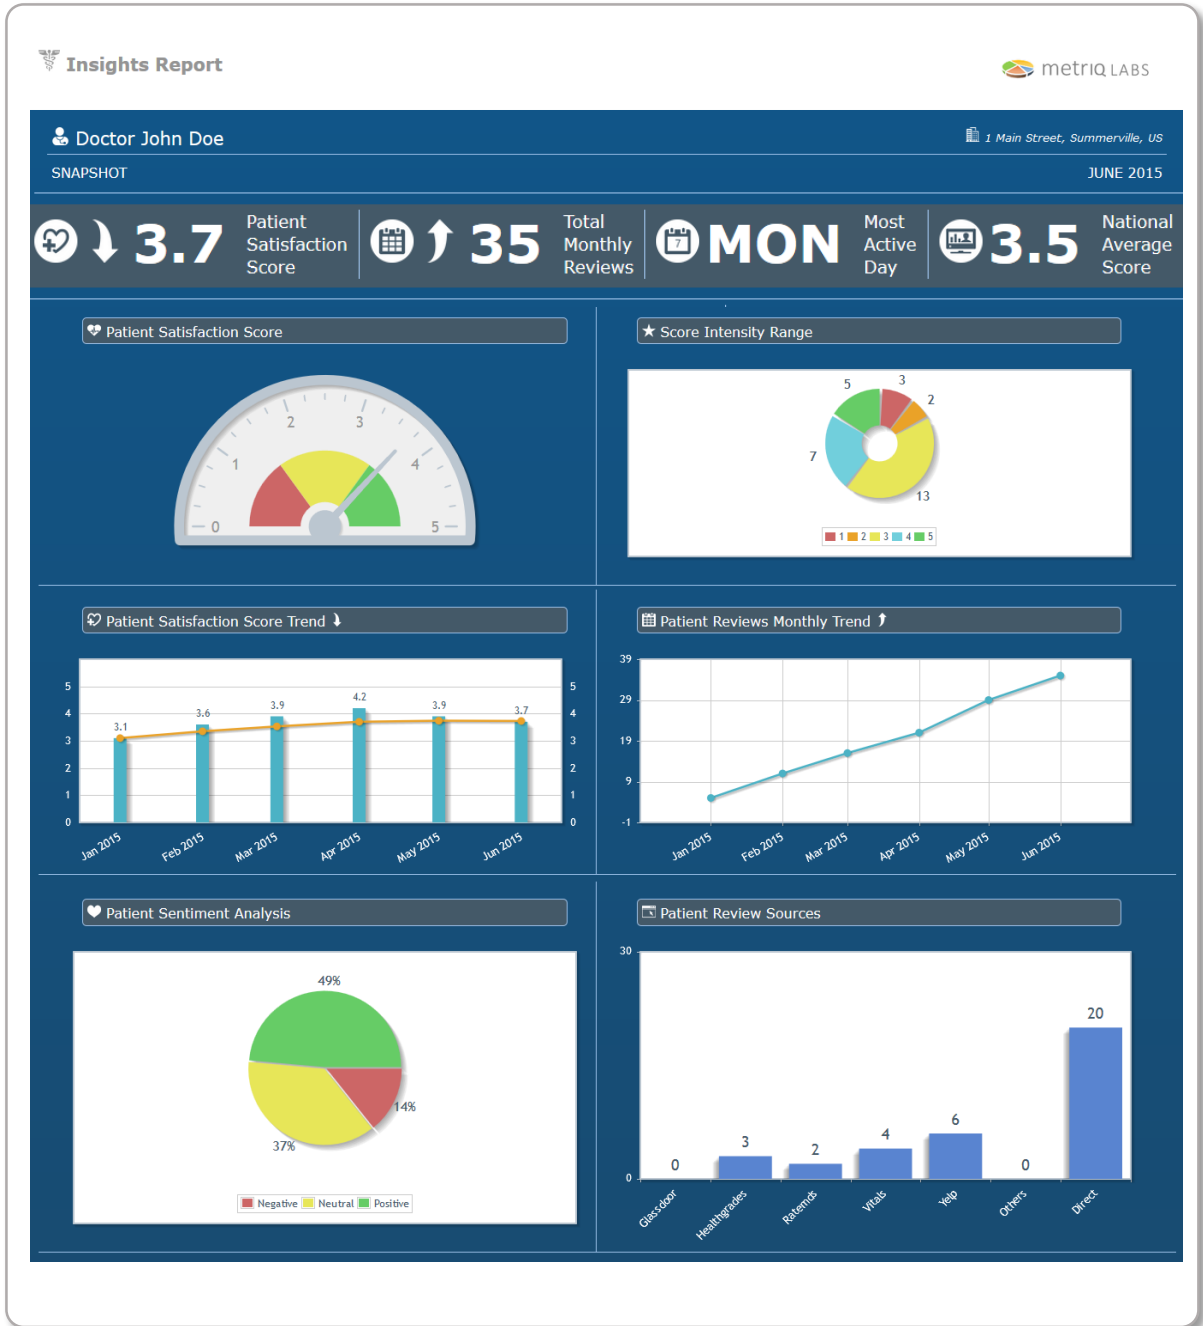 Insights Report
metriq LABS
Doctor John Doe
1 Main Street, Summerville, US
SNAPSHOT
JUNE 2015
3.7
Patient
Satisfaction
Score
35
Total
Monthly
Reviews
7
MON
Most
Active
Day
3.5
National
Average
Score
Patient Satisfaction Score
0
1
2
3
4
5
Score Intensity Range
5
3
2
7
13
1 2 3 4 5
Patient Satisfaction Score Trend
5
4
3
2
1
0
3.1
3.6
3.9
4.2
3.9
3.7
5
4
3
2
1
0
Jan 2015
Feb 2015
Mar 2015
Apr 2015
May 2015
Jun 2015
Patient Reviews Monthly Trend
39
29
19
9
-1
Jan 2015
Feb 2015
Mar 2015
Apr 2015
May 2015
Jun 2015
Patient Sentiment Analysis
49%
14%
37%
Negative Neutral Positive
Patient Review Sources
30
0
0
3
2
4
6
0
20
Glassdoor
Healthgrades
Ratemds
Vitals
Yelp
Others
Direct